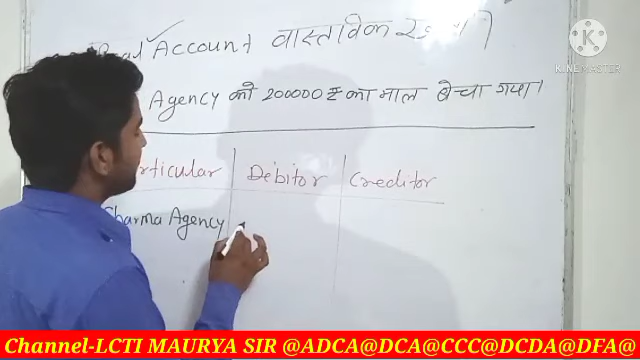 Real Account वास्तविक
KINEMASTER
Agency को 200000 ₹ का माल बेचा गया।
rticular Debitor Creditor
Sharma Agency
Channel-LCTI MAURYA SIR @ADCA@DCA@CCC@DCDA@DFA@